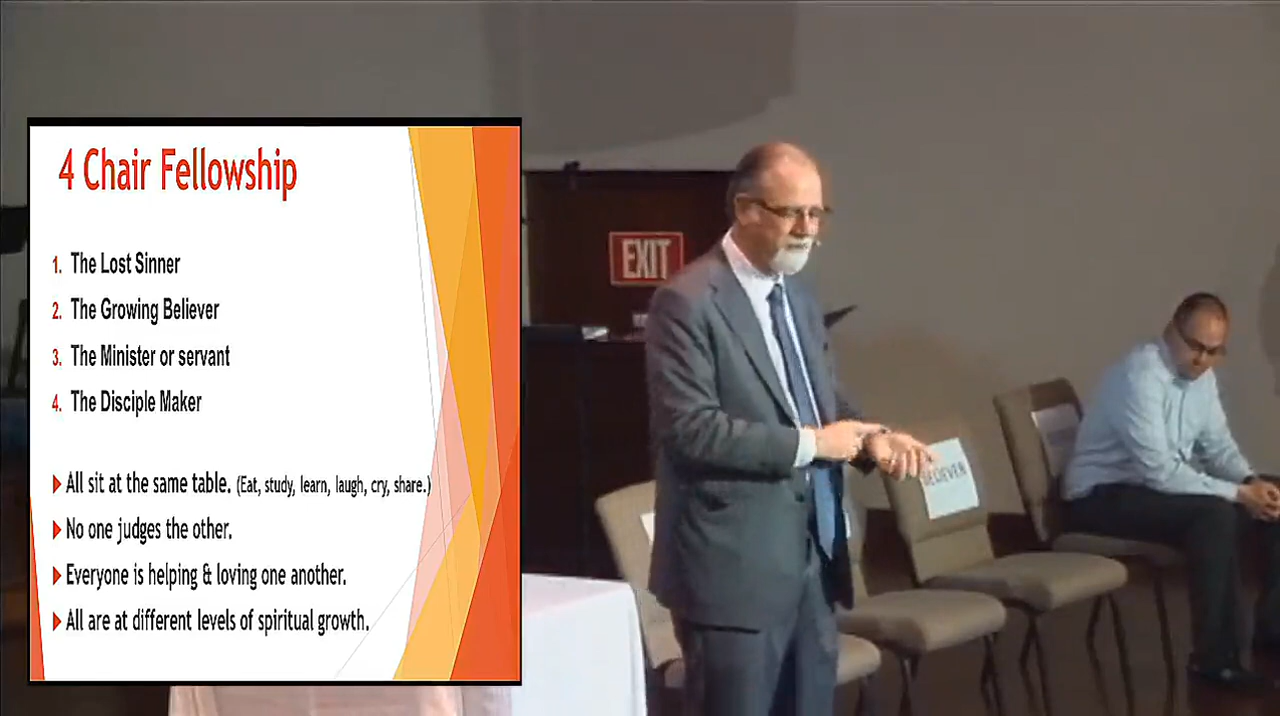 4 Chair Fellowship
1. The Lost Sinner
2. The Growing Believer
3. The Minister or servant
4. The Disciple Maker
All sit at the same table. (Eat, study, learn, laugh, cry, share.)
No one judges the other.
Everyone is helping & loving one another.
All are at different levels of spiritual growth.
EXIT
BELIEVER